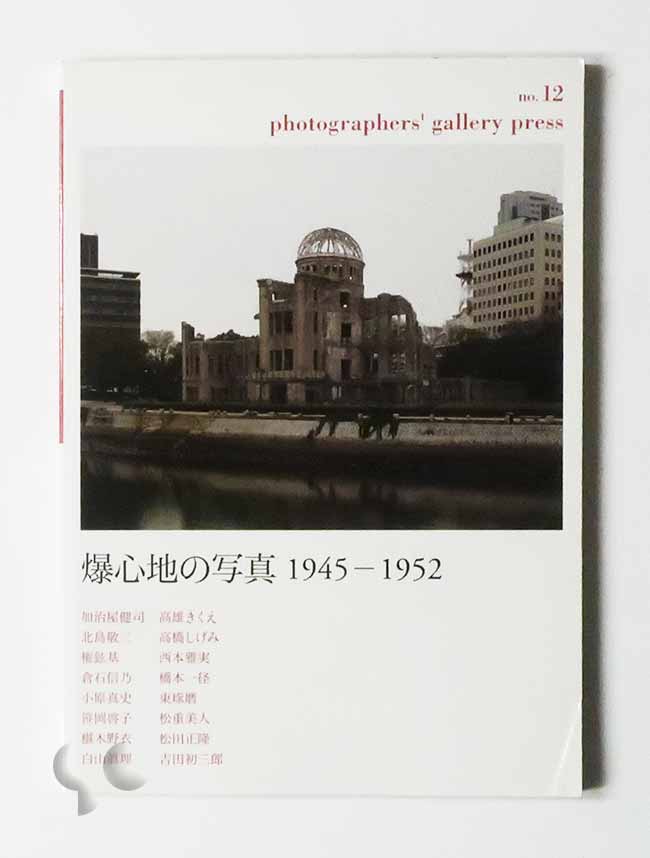 no. 12
photographers' gallery press
爆心地の写真 1945－1952
加治屋健司 高雄きくえ
北島敬三 高橋しげみ
権鉉基 西本雅実
倉石信乃 橋本一径
小原真史 東琢磨
笹岡啓子 松重美人
椹木野衣 松田正隆
白山眞理 吉田初三郎